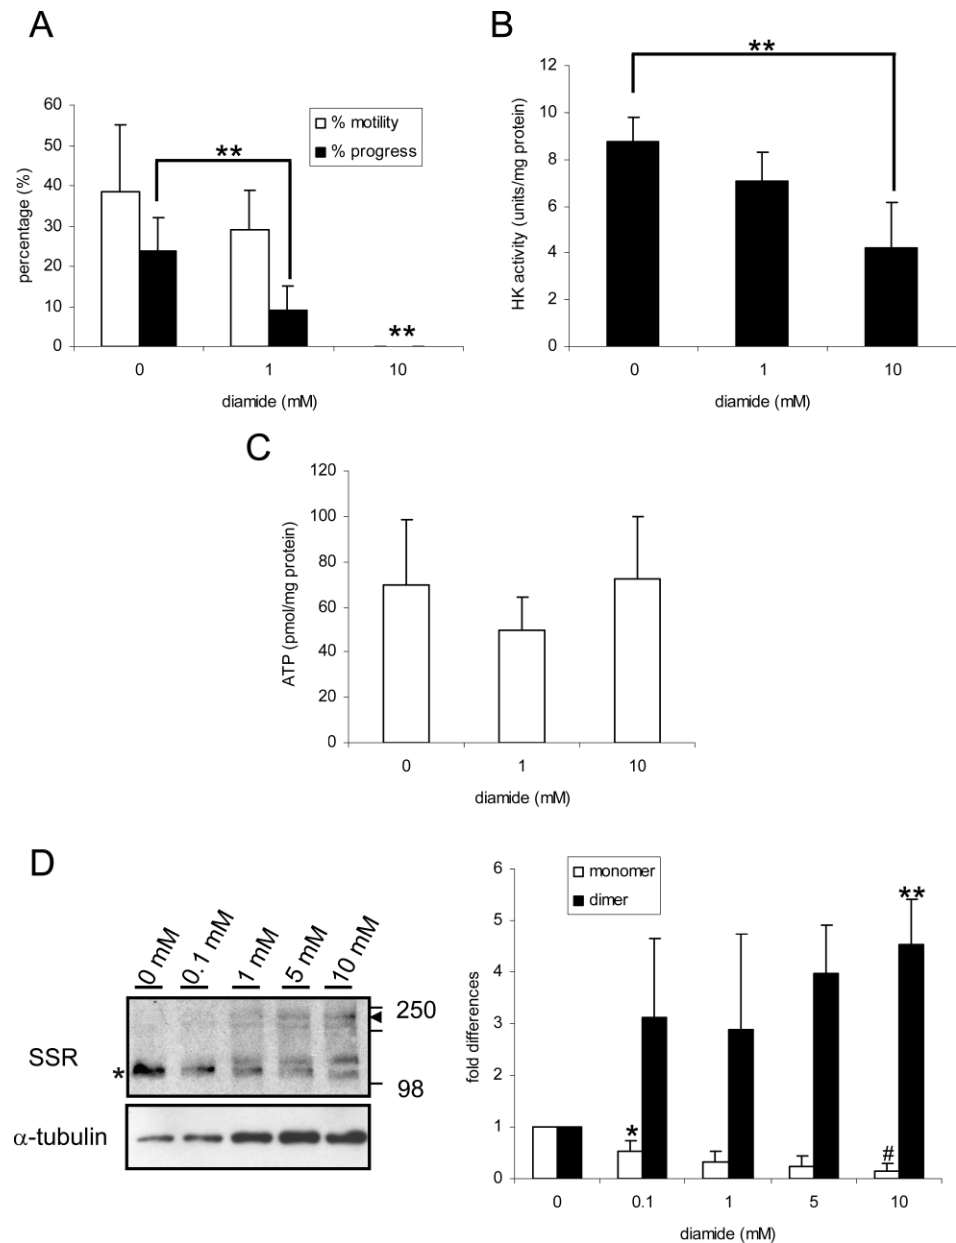 A
60
50
40
30
20
10
0
percentage (%)
% motility
% progress
**
**
0 1 10
diamide (mM)
B
12
10
8
6
4
2
0
HK activity (units/mg protein)
**
0 1 10
diamide (mM)
C
120
100
80
60
40
20
0
ATP (pmol/mg protein)
0 1 10
diamide (mM)
D
0 mM 0.1 mM 1 mM 5 mM 10 mM
250
SSR
*
98
α-tubulin
6
5
4
3
2
1
0
fold differences
monomer
dimer
*
#
**
0 0.1 1 5 10
diamide (mM)